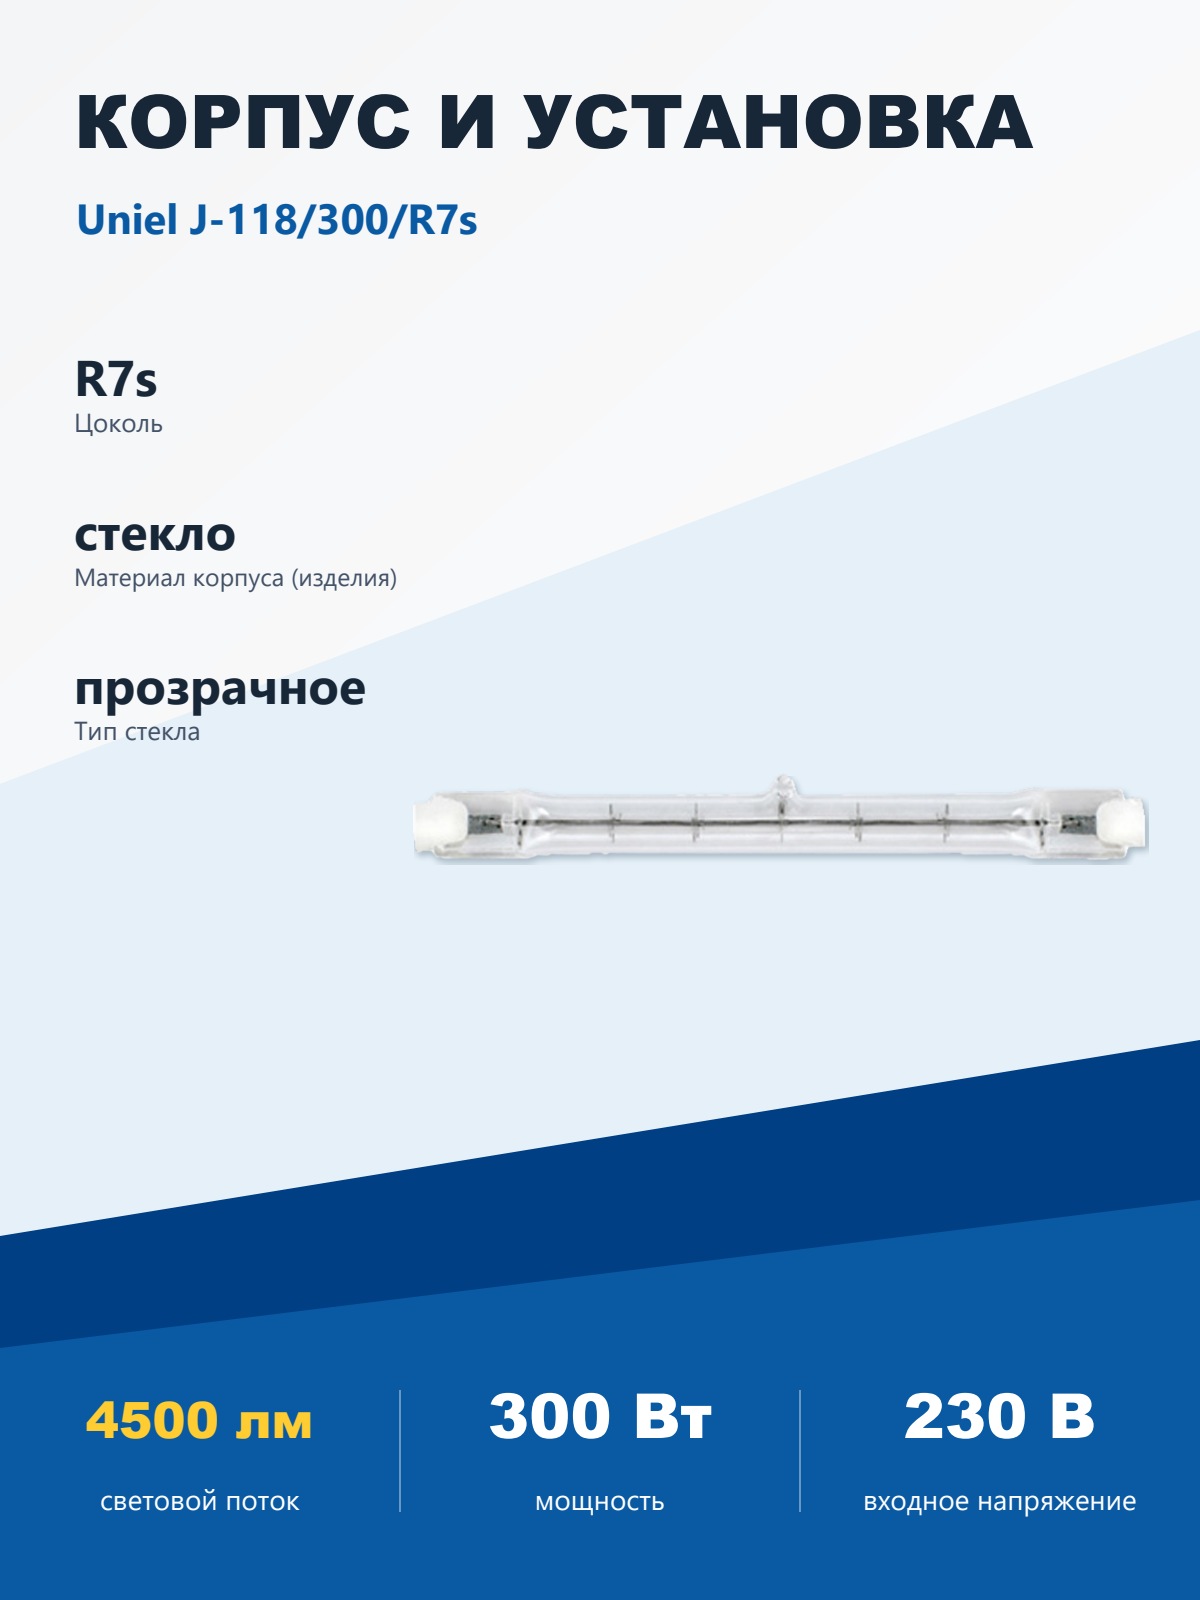 КОРПУС И УСТАНОВКА
Uniel J-118/300/R7s
R7s
Цоколь
стекло
Материал корпуса (изделия)
прозрачное
Тип стекла
4500 лм
световой поток
300 Вт
мощность
230 В
входное напряжение